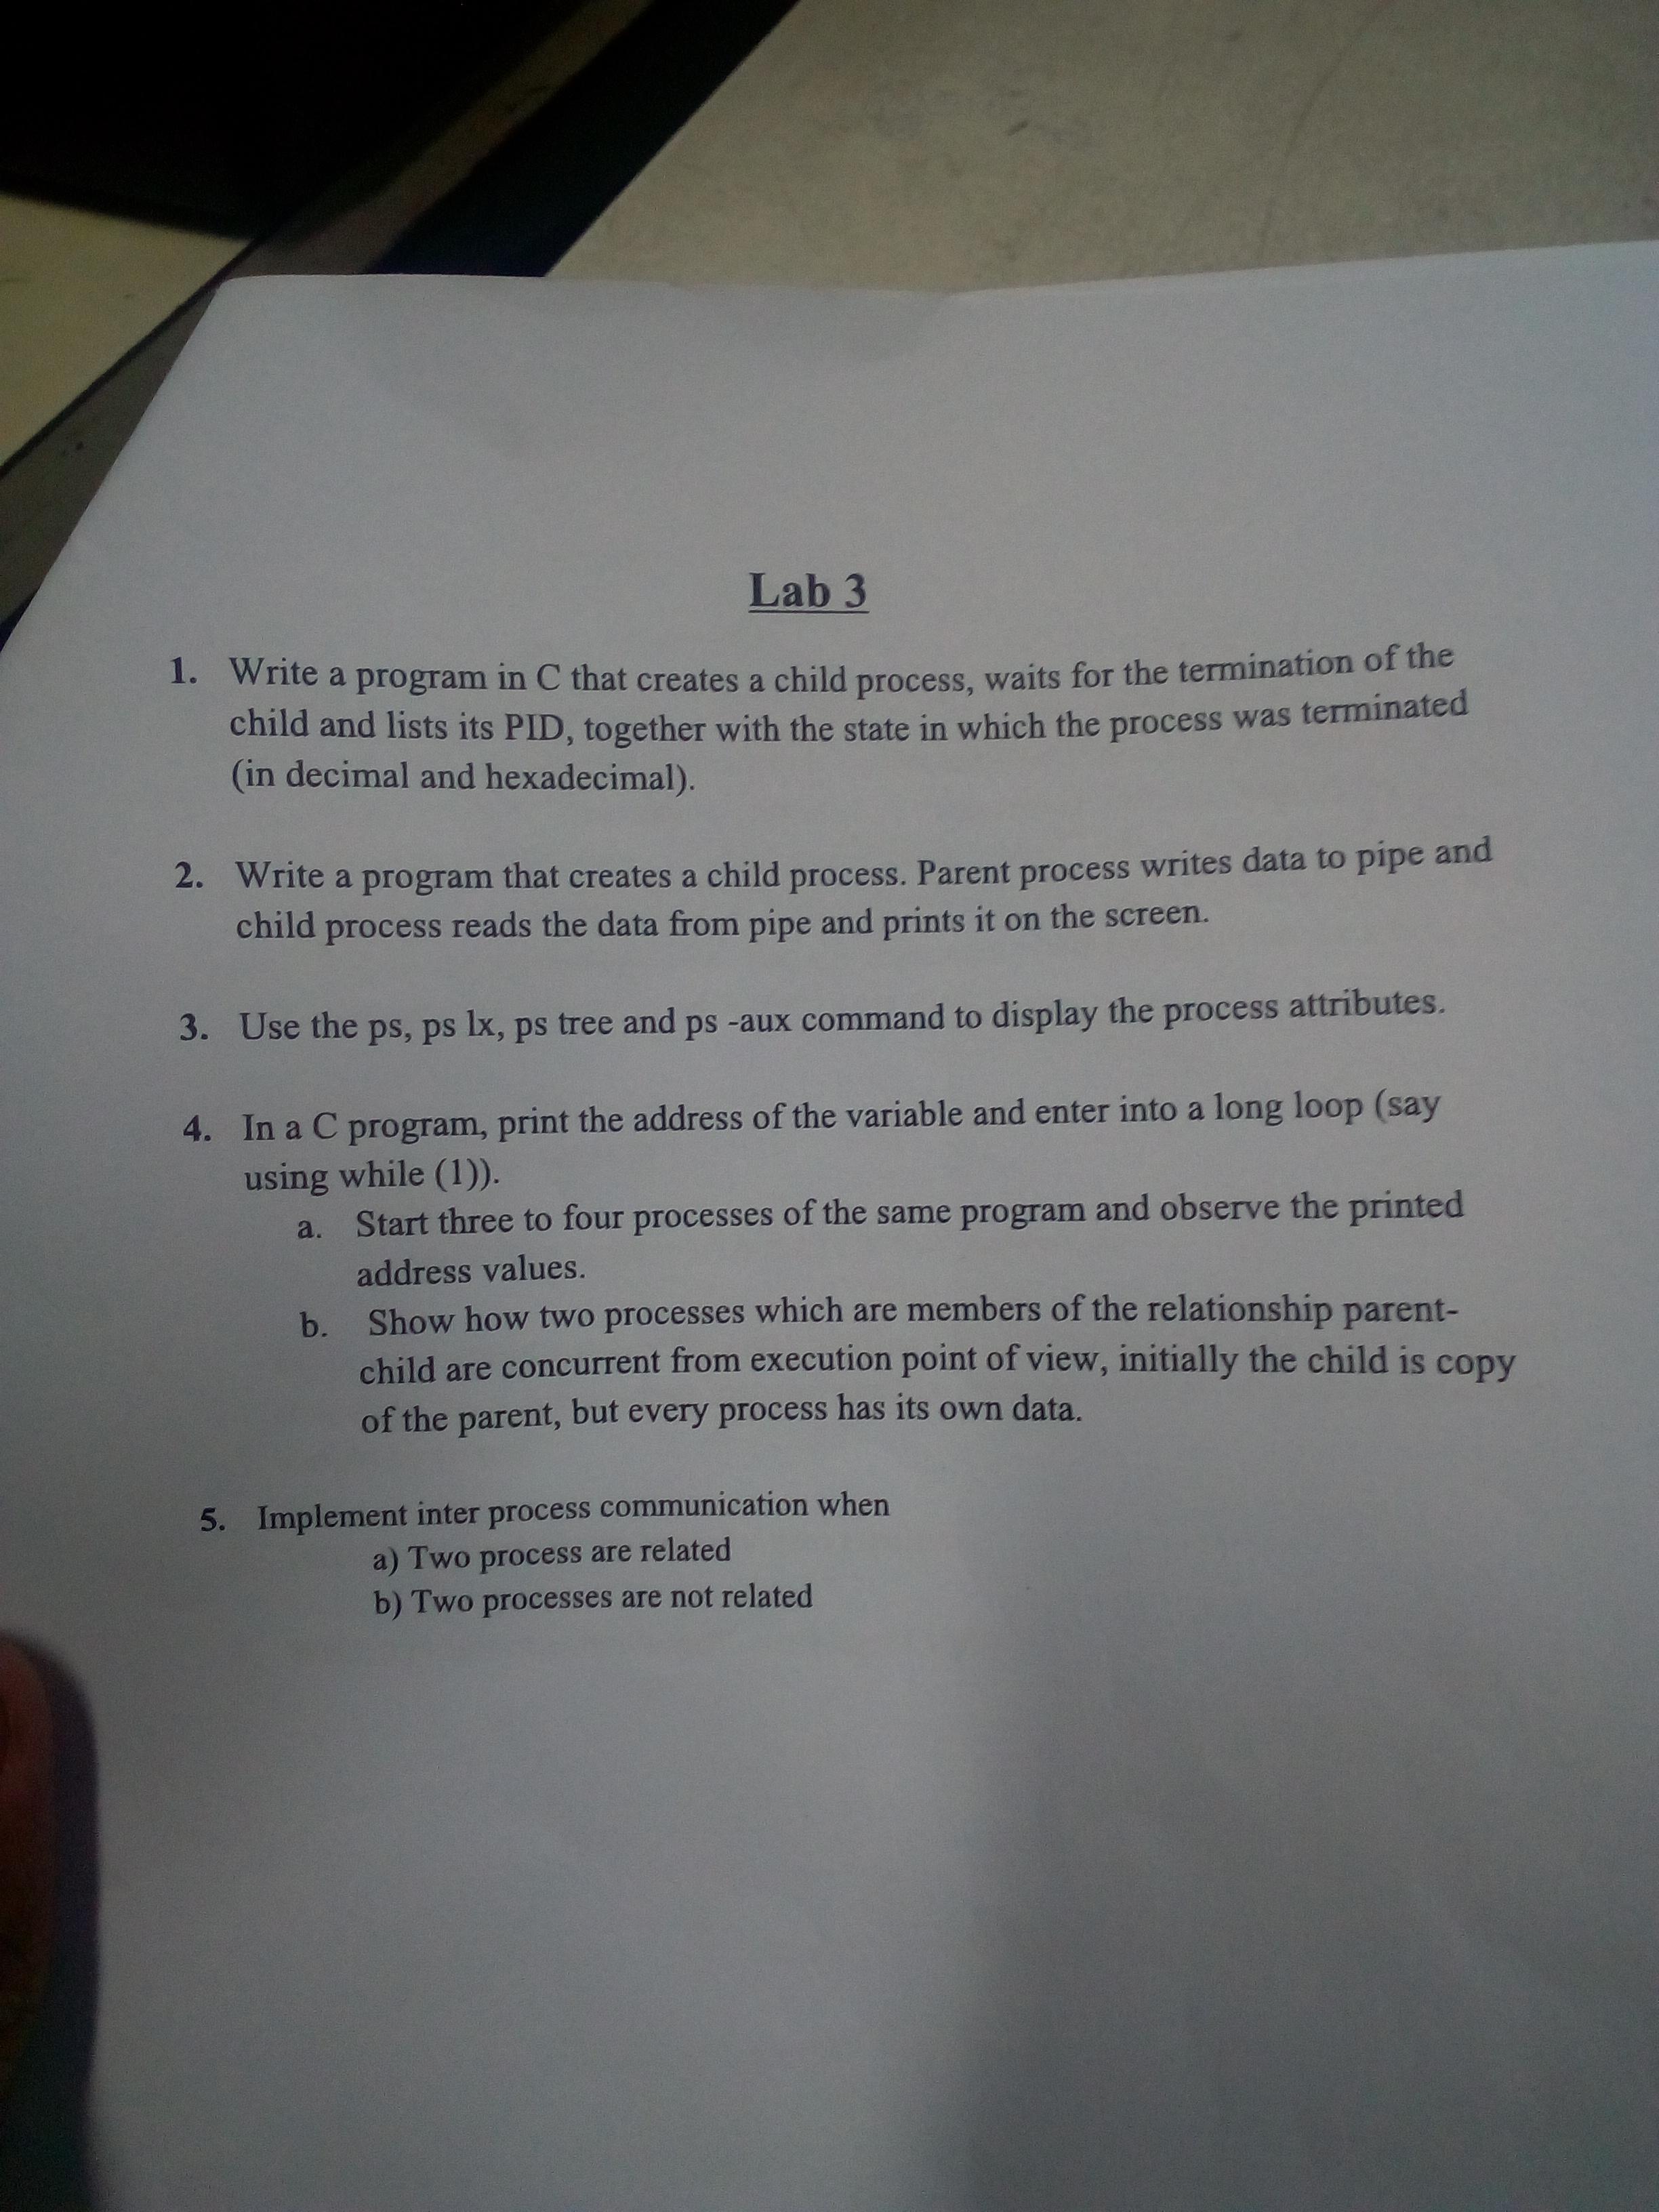 Lab 3
1. Write a program in C that creates a child process, waits for the termination of the
child and lists its PID, together with the state in which the process was terminated
(in decimal and hexadecimal).
2. Write a program that creates a child process. Parent process writes data to pipe and
child process reads the data from pipe and prints it on the screen.
3. Use the ps, ps lx, ps tree and ps -aux command to display the process attributes.
4. In a C program, print the address of the variable and enter into a long loop (say
using while (1)).
a. Start three to four processes of the same program and observe the printed
address values.
b. Show how two processes which are members of the relationship parent-
child are concurrent from execution point of view, initially the child is copy
of the parent, but every process has its own data.
5. Implement inter process communication when
a) Two process are related
b) Two processes are not related